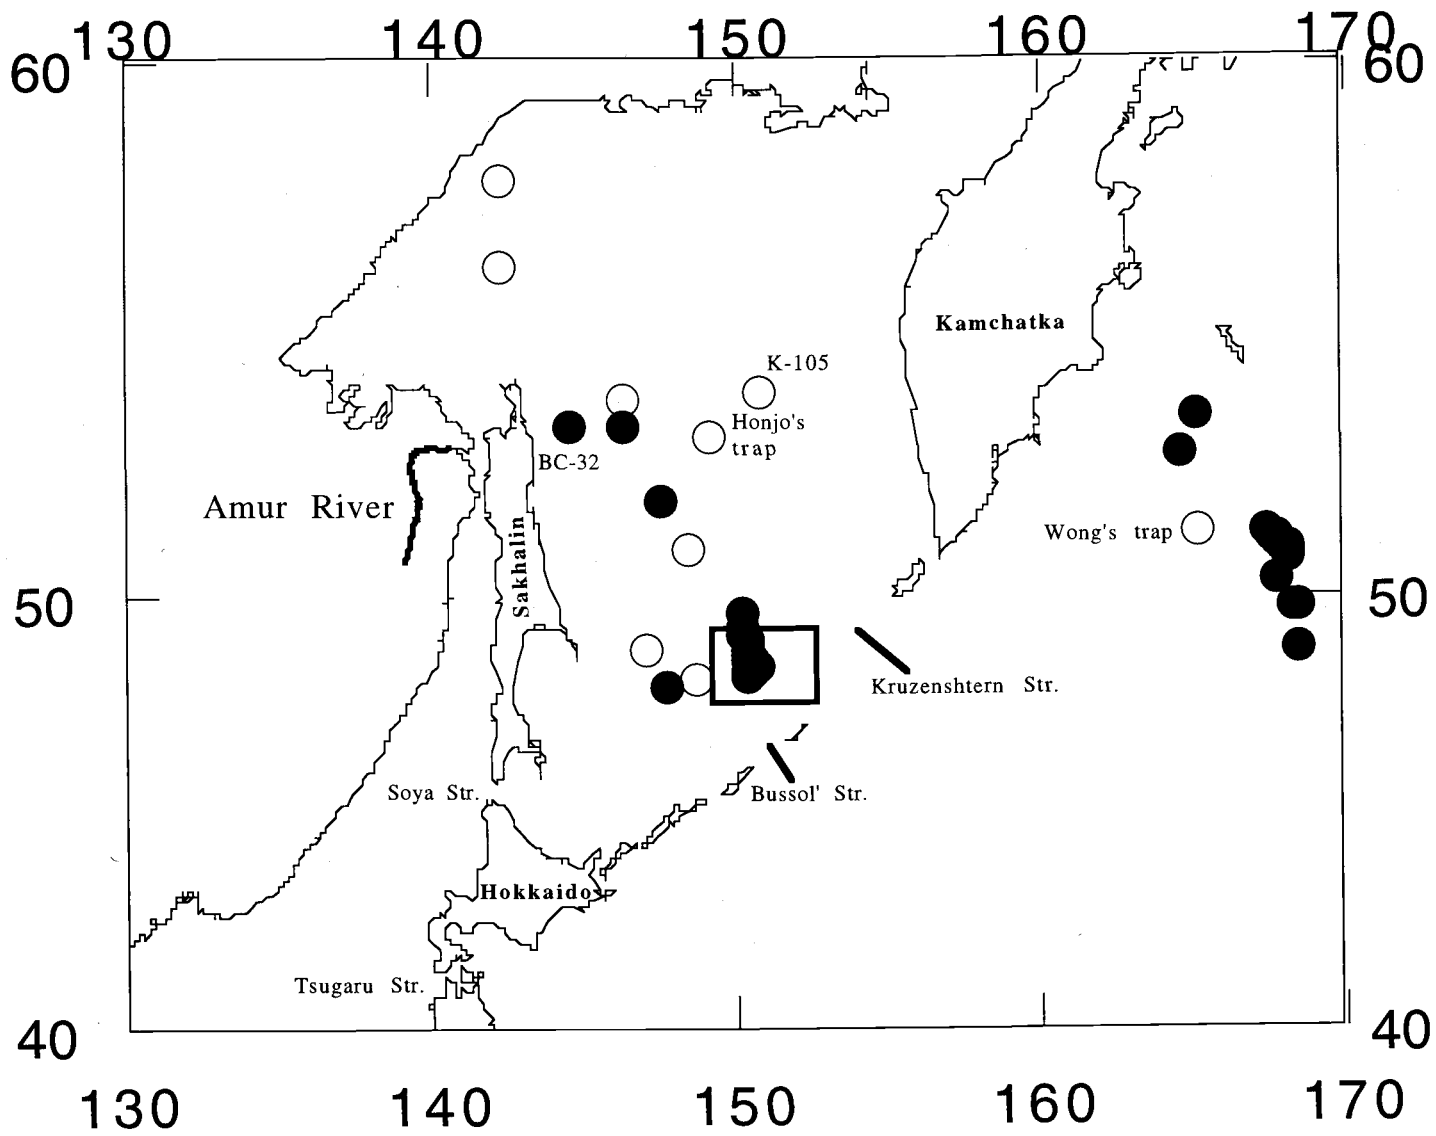 130 140 150 160 170
60 60
Kamchatka
K-105
Honjo's
trap
BC-32
Amur River
Wong's trap
Sakhalin
50 50
Kruzenshtern Str.
Soya Str.
Bussol' Str.
Hokkaido
Tsugaru Str.
40 40
130 140 150 160 170